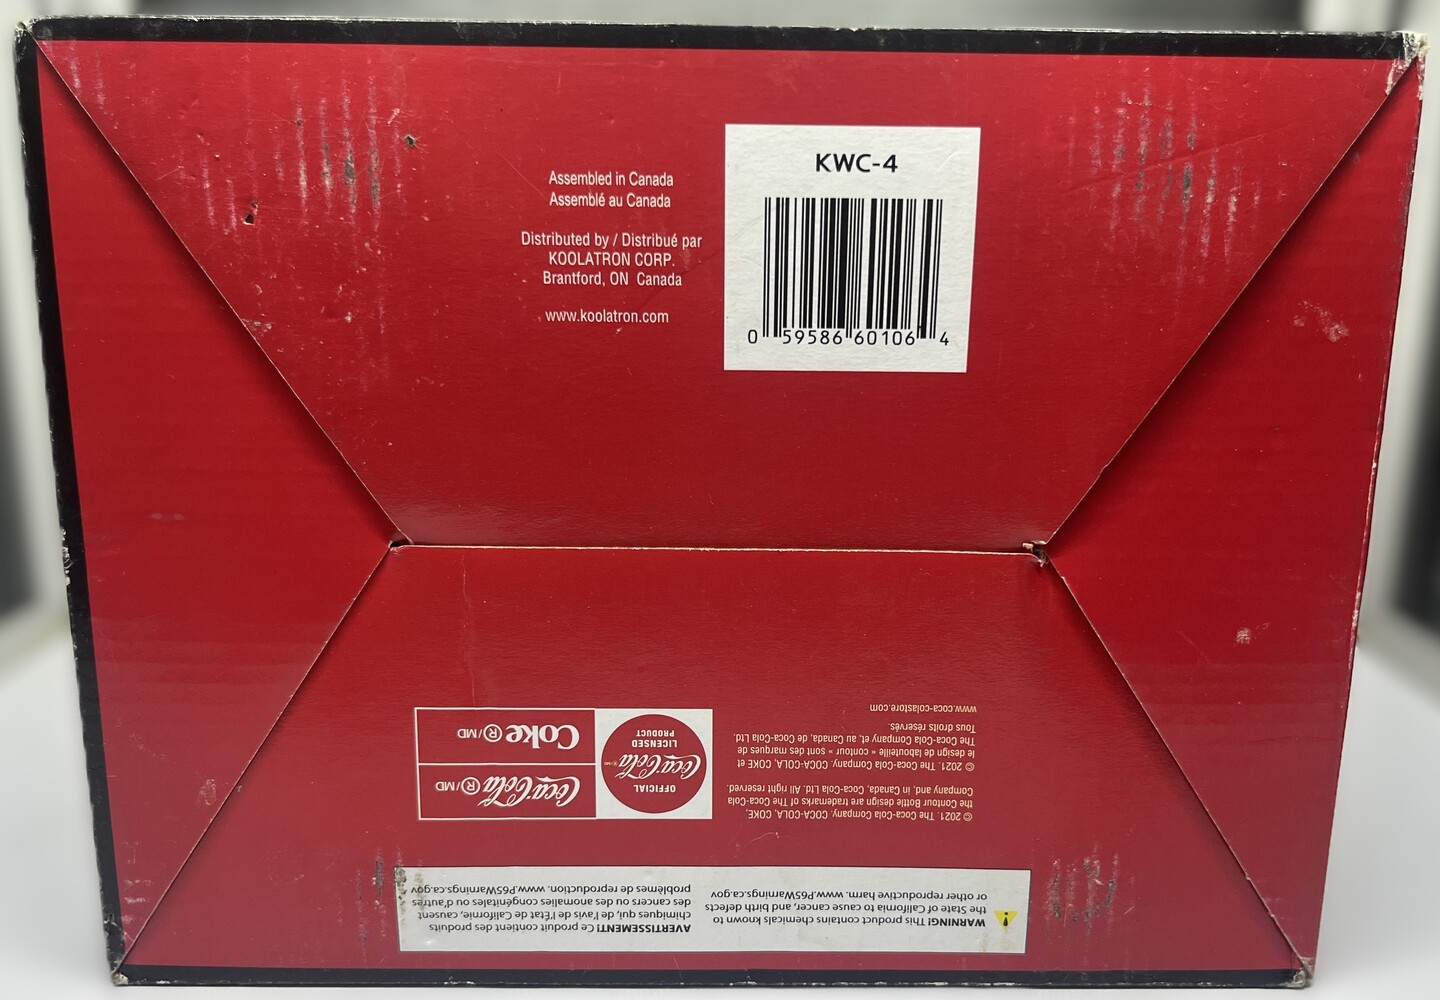 KWC-4
0 59586 60106 4
Assembled in Canada
Assemblé au Canada
Distributed by / Distribué par
KOOLATRON CORP.
Brantford, ON Canada
www.koolatron.com
WARNING! This product contains chemicals known to
the State of California to cause cancer, and birth defects
or other reproductive harm. www.P65Warnings.ca.gov
AVERTISSEMENT! Ce produit contient des produits
chimiques qui, de l'avis de l'État de Californie, causent
des cancers ou des anomalies congénitales ou d'autres
problèmes de reproduction. www.P65Warnings.ca.gov
© 2021. The Coca-Cola Company. COCA-COLA, COKE,
the Contour Bottle design are trademarks of The Coca-Cola
Company and, in Canada, Coca-Cola Ltd. All right reserved.
© 2021. The Coca-Cola Company. COCA-COLA, COKE et
le design de labouteille « contour » sont des marques de
The Coca-Cola Company et, au Canada, de Coca-Cola Ltd.
Tous droits réservés.
www.coca-colastore.com
OFFICIAL
Coca-Cola ®/MD
LICENSED
PRODUCT
Coca-Cola ®/MD
Coke ®/MD